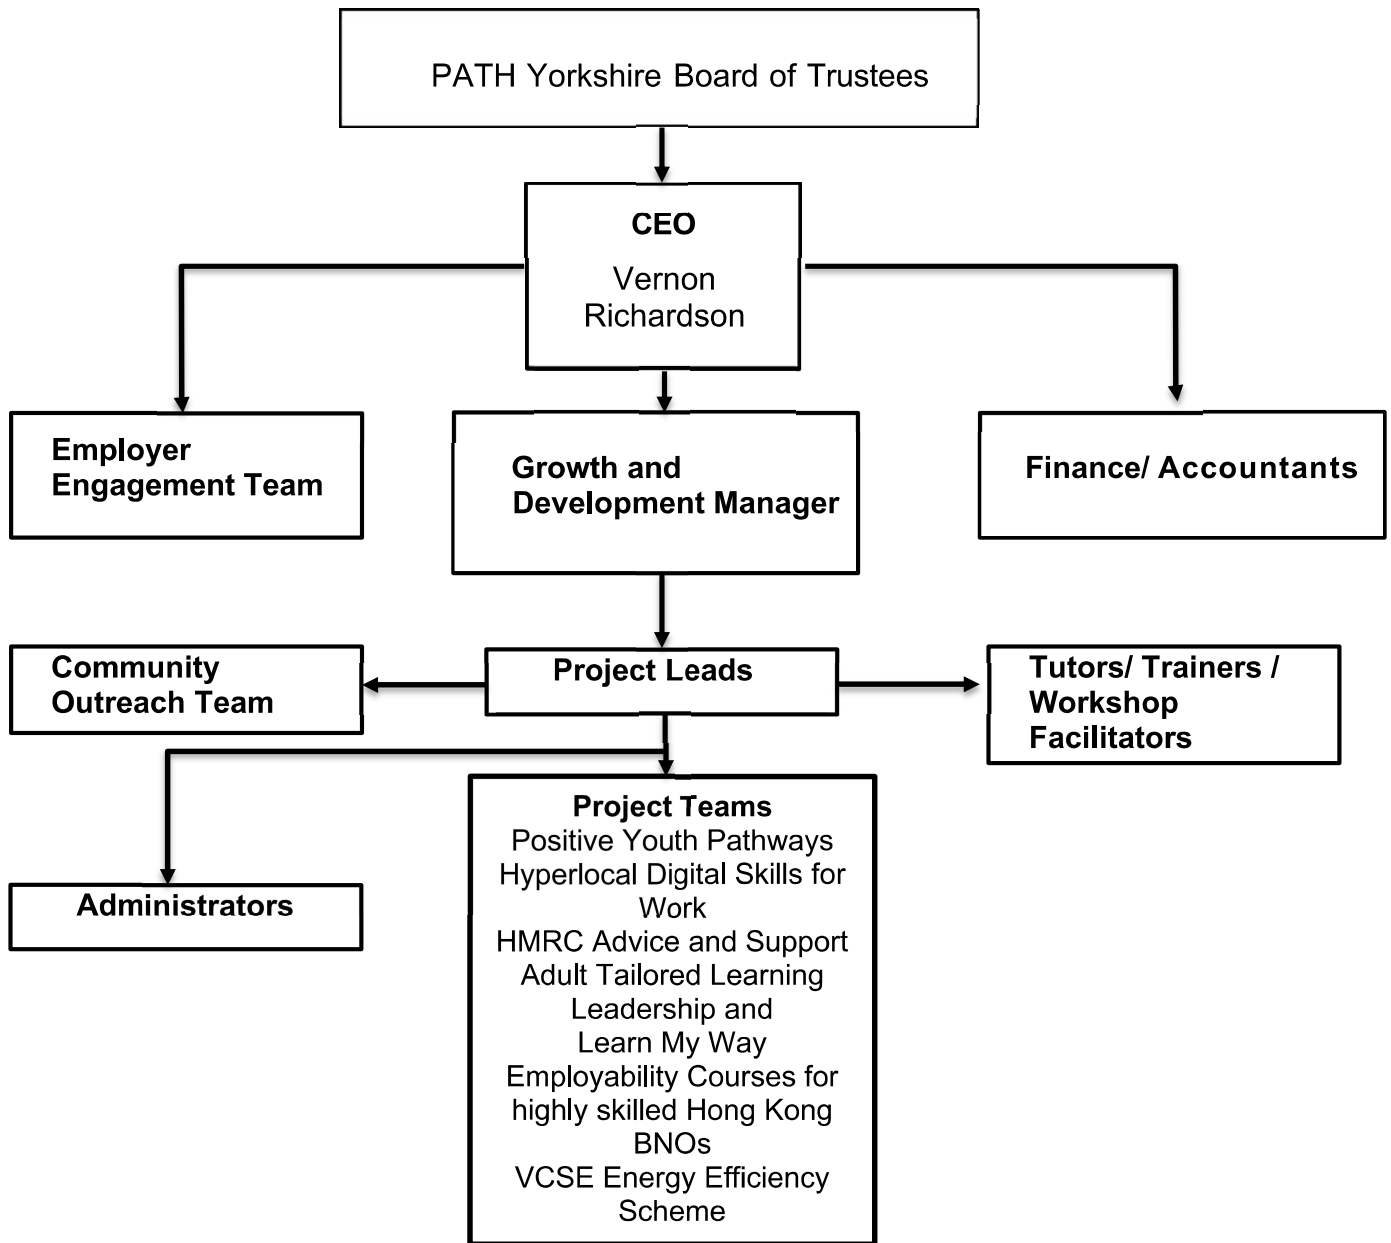 PATH Yorkshire Board of Trustees
CEO
Vernon
Richardson
Employer
Engagement Team
Growth and
Development Manager
Finance/ Accountants
Community
Outreach Team
Project Leads
Tutors/ Trainers /
Workshop
Facilitators
Administrators
Project Teams
Positive Youth Pathways
Hyperlocal Digital Skills for
Work
HMRC Advice and Support
Adult Tailored Learning
Leadership and
Learn My Way
Employability Courses for
highly skilled Hong Kong
BNOs
VCSE Energy Efficiency
Scheme